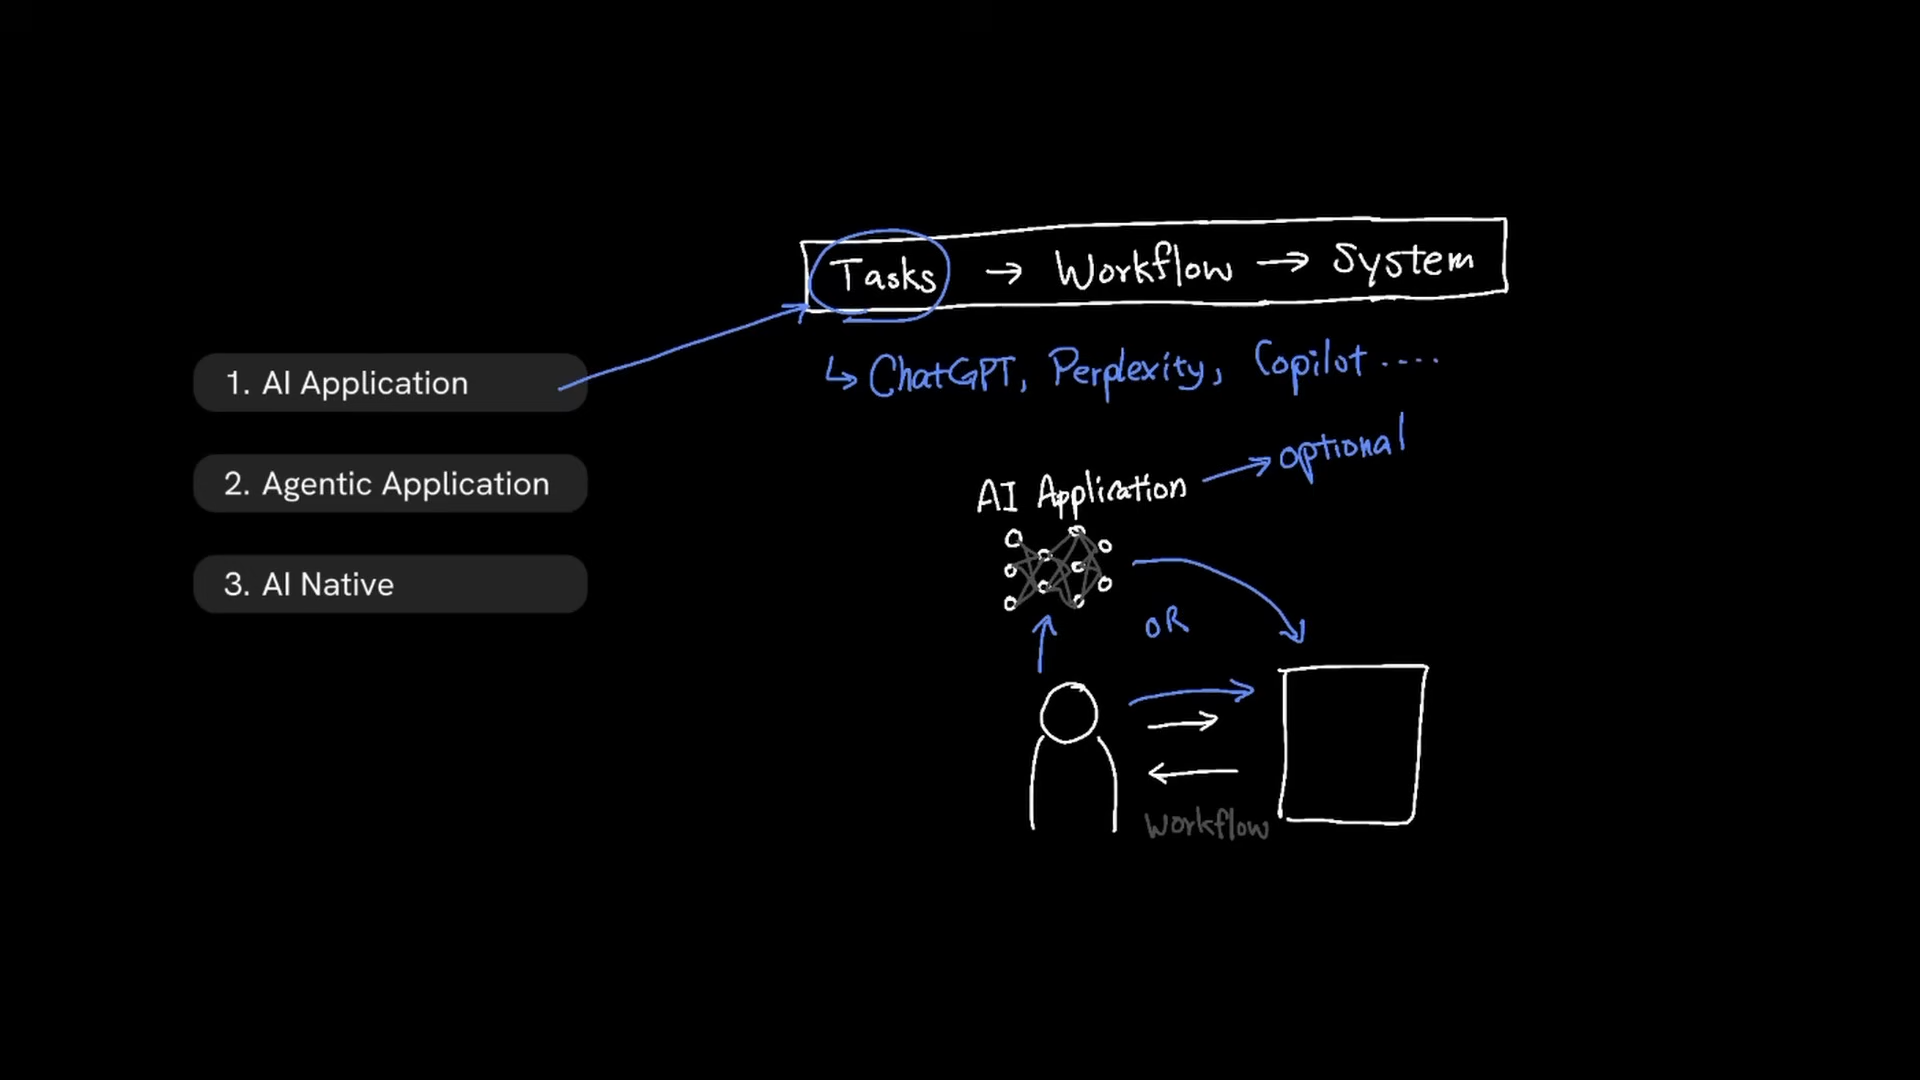 1. AI Application
2. Agentic Application
3. AI Native
Tasks → Workflow → System
↳ ChatGPT, Perplexity, Copilot ....
AI Application → optional
OR
Workflow